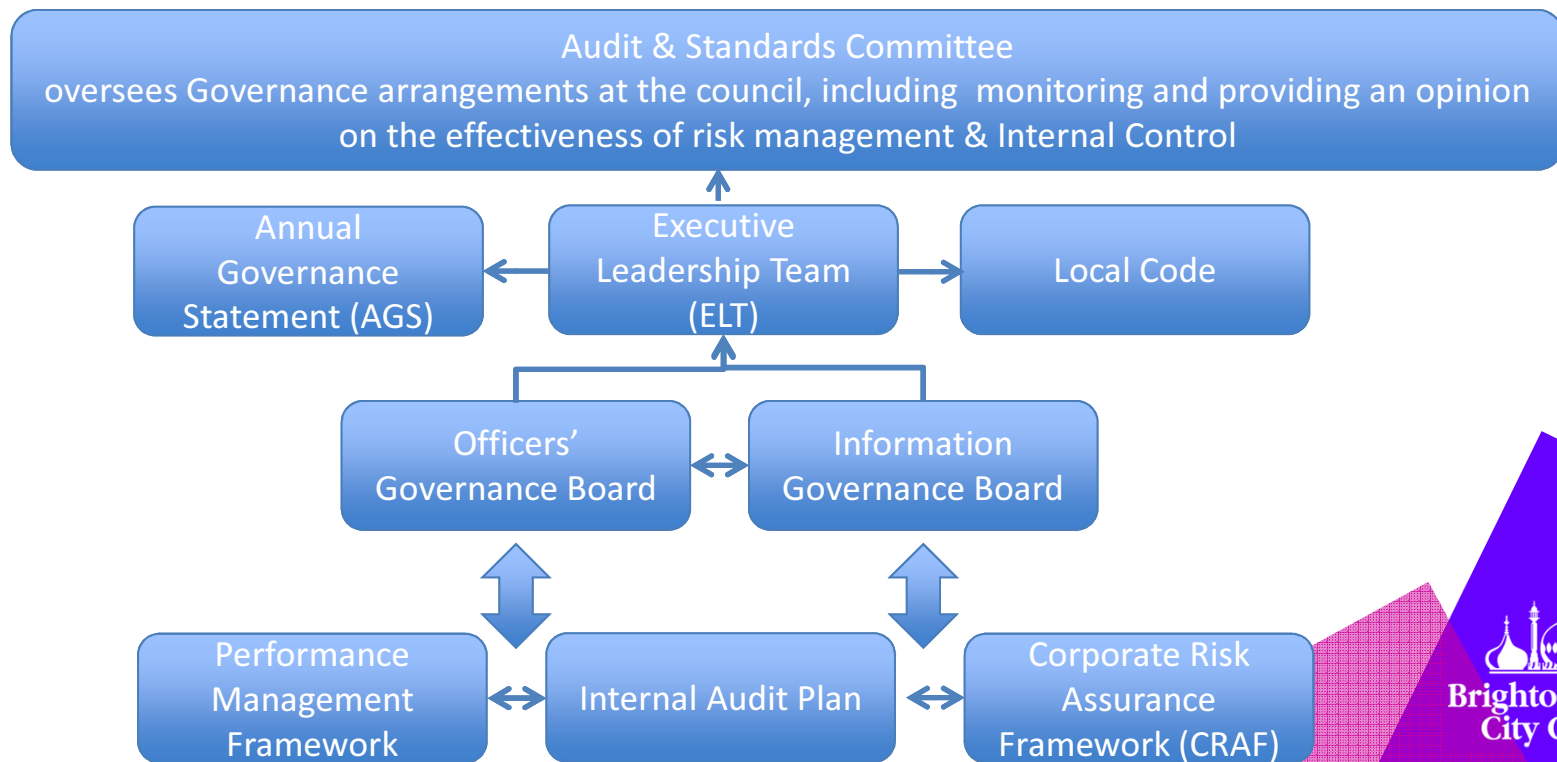 Audit & Standards Committee
oversees Governance arrangements at the council, including monitoring and providing an opinion
on the effectiveness of risk management & Internal Control
Annual
Governance
Statement (AGS)
Executive
Leadership Team
(ELT)
Local Code
Officers’
Governance Board
Information
Governance Board
Performance
Management
Framework
Internal Audit Plan
Corporate Risk
Assurance
Framework (CRAF)
City